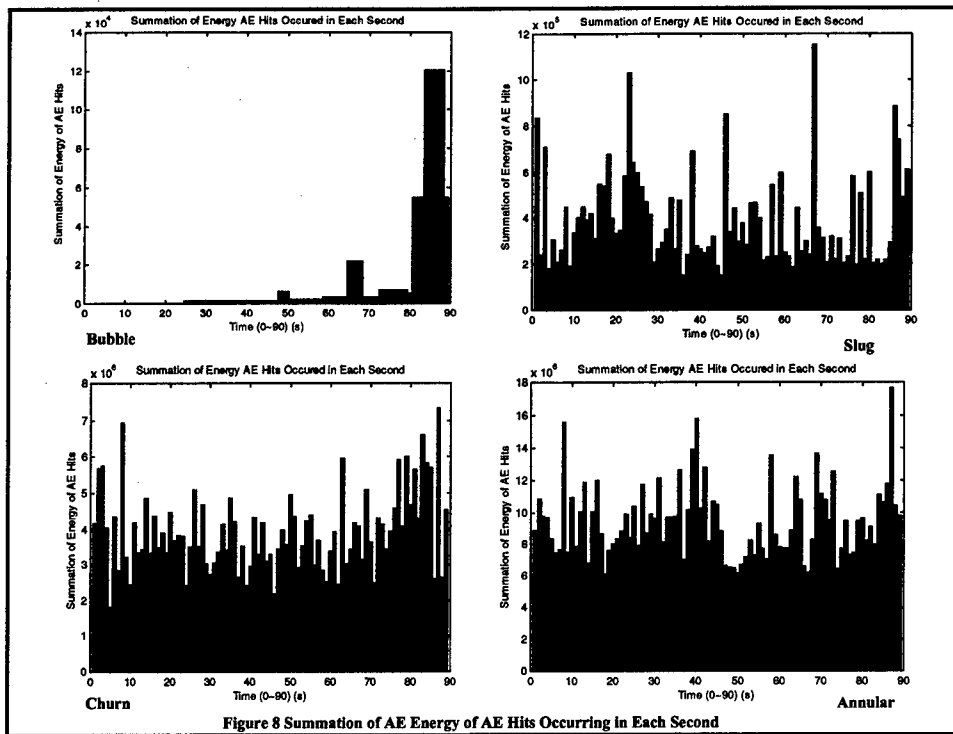 Summation of Energy AE Hits Occured in Each Second
x 10^4
14
12
10
8
6
4
2
0
Summation of Energy of AE Hits
0 10 20 30 40 50 60 70 80 90
Time (0~90) (s)
Bubble
Summation of Energy AE Hits Occured in Each Second
x 10^5
12
10
8
6
4
2
0
Summation of Energy of AE Hits
0 10 20 30 40 50 60 70 80 90
Time (0~90) (s)
Slug
Summation of Energy AE Hits Occured in Each Second
x 10^6
8
7
6
5
4
3
2
1
0
Summation of Energy of AE Hits
0 10 20 30 40 50 60 70 80 90
Time (0~90) (s)
Churn
Summation of Energy AE Hits Occured in Each Second
x 10^6
18
16
14
12
10
8
6
4
2
0
Summation of Energy of AE Hits
0 10 20 30 40 50 60 70 80 90
Time (0~90) (s)
Annular
Figure 8 Summation of AE Energy of AE Hits Occurring in Each Second